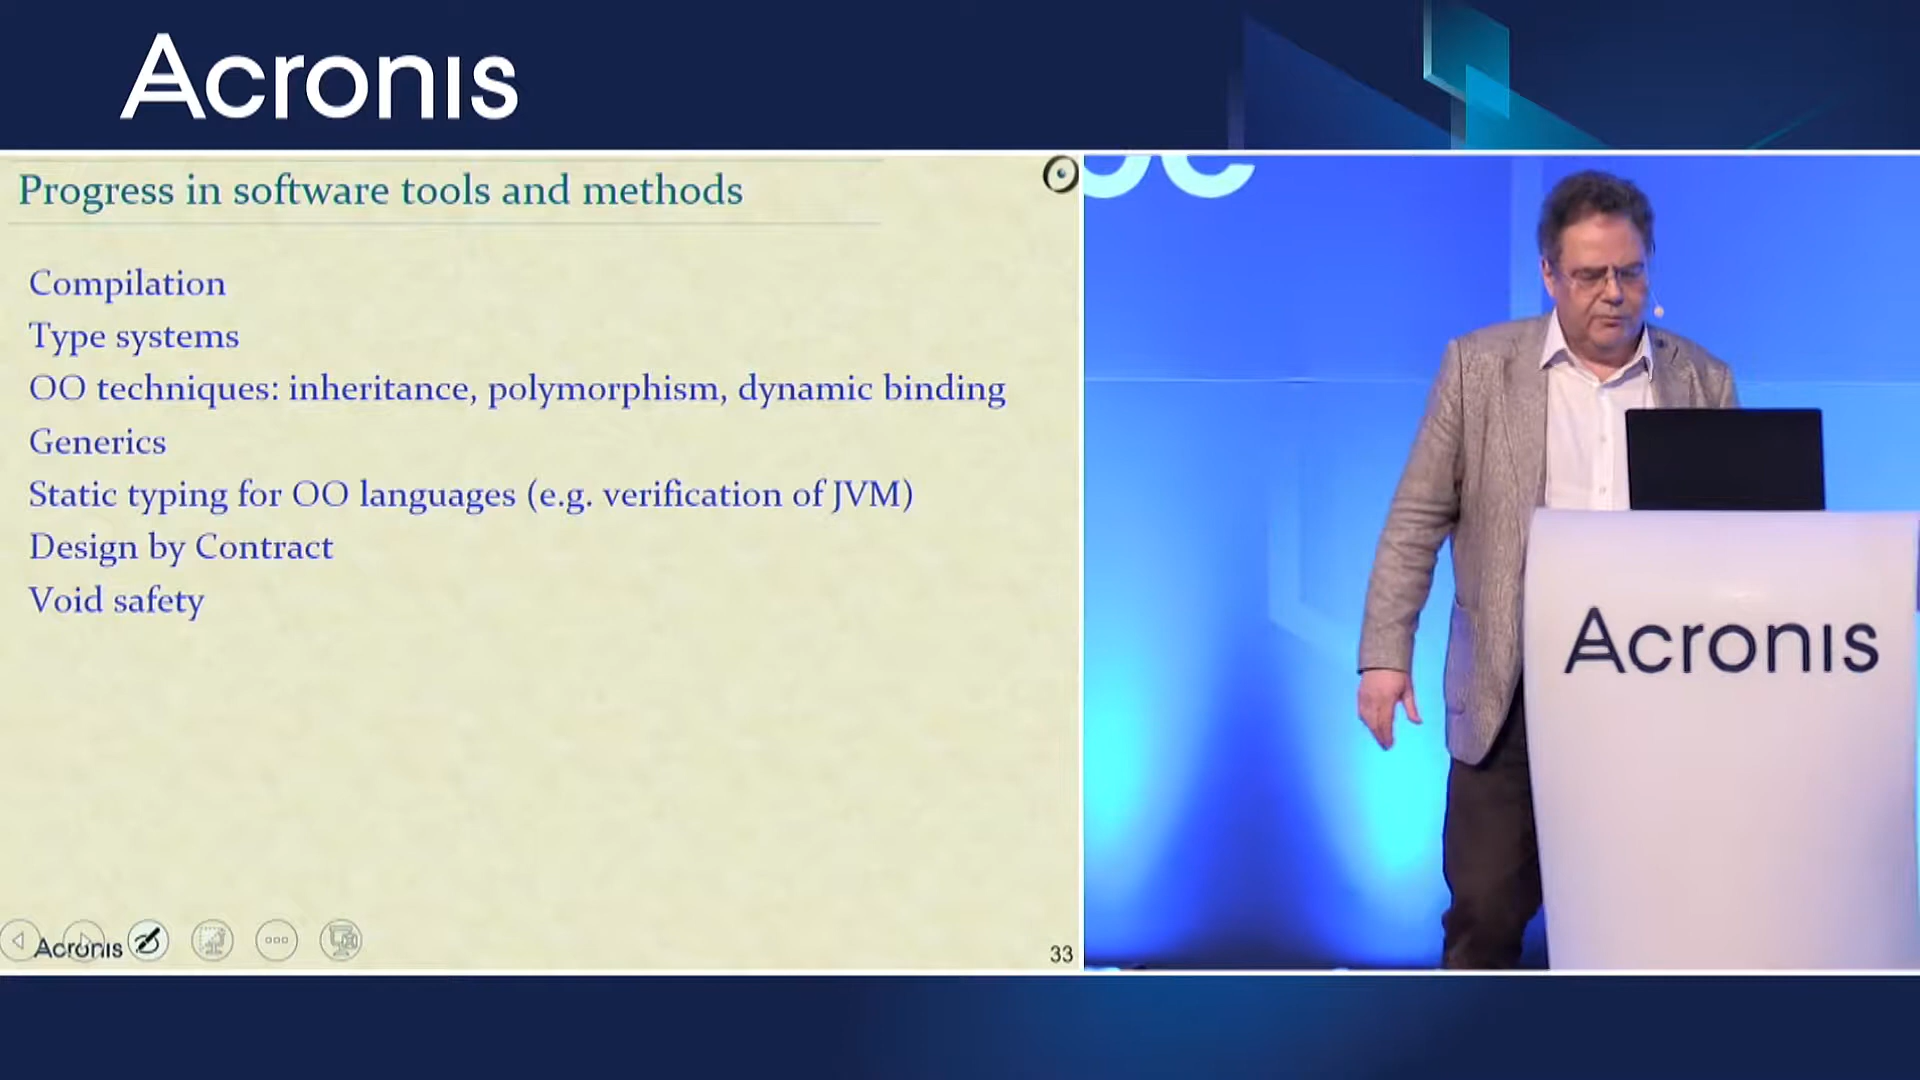 Acronis
Progress in software tools and methods
Compilation
Type systems
OO techniques: inheritance, polymorphism, dynamic binding
Generics
Static typing for OO languages (e.g. verification of JVM)
Design by Contract
Void safety
Acronis
33
Acronis